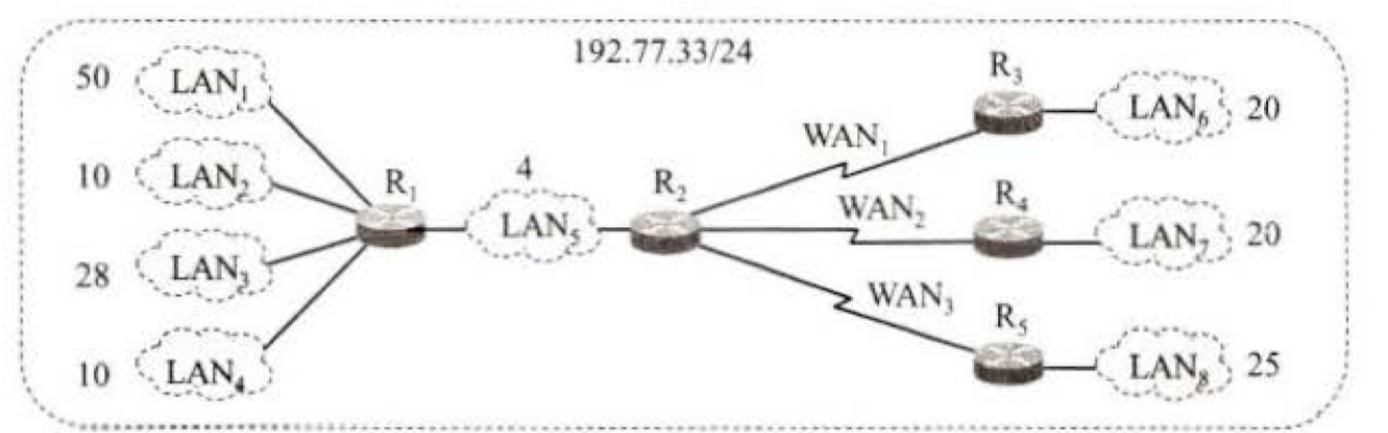 192.77.33/24
50 LAN₁
10 LAN₂
28 LAN₃
10 LAN₄
R₁
4
LAN₅
R₂
WAN₁
WAN₂
WAN₃
R₃
LAN₆ 20
R₄
LAN₇ 20
R₅
LAN₈ 25